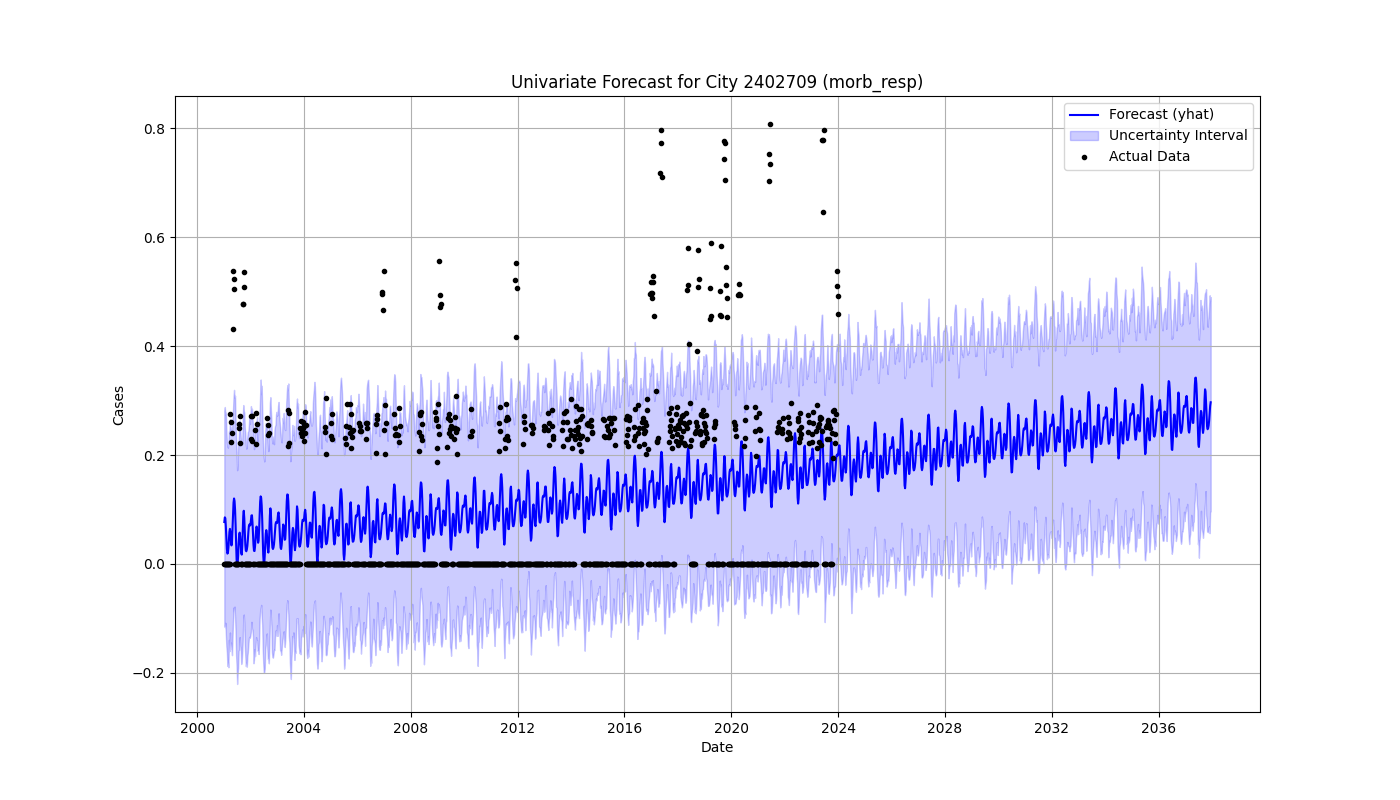 Univariate Forecast for City 2402709 (morb_resp)
Forecast (yhat)
Uncertainty Interval
Actual Data
0.8
0.6
0.4
0.2
0.0
−0.2
Cases
2000 2004 2008 2012 2016 2020 2024 2028 2032 2036
Date